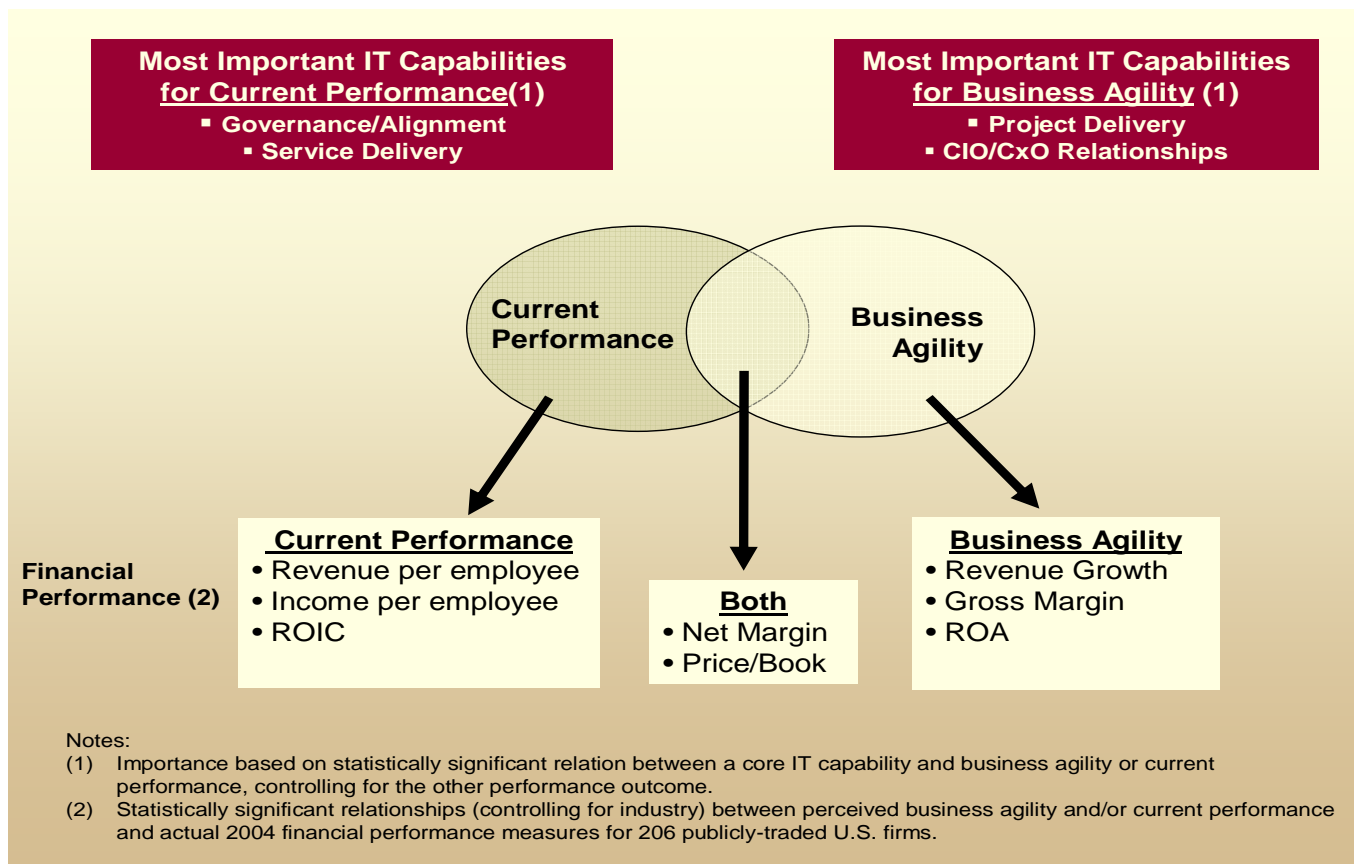 Most Important IT Capabilities
for Current Performance(1)
▪ Governance/Alignment
▪ Service Delivery
Most Important IT Capabilities
for Business Agility (1)
▪ Project Delivery
▪ CIO/CxO Relationships
Current
Performance
Business
Agility
Financial
Performance (2)
Current Performance
• Revenue per employee
• Income per employee
• ROIC
Both
• Net Margin
• Price/Book
Business Agility
• Revenue Growth
• Gross Margin
• ROA
Notes:
(1) Importance based on statistically significant relation between a core IT capability and business agility or current
performance, controlling for the other performance outcome.
(2) Statistically significant relationships (controlling for industry) between perceived business agility and/or current performance
and actual 2004 financial performance measures for 206 publicly-traded U.S. firms.